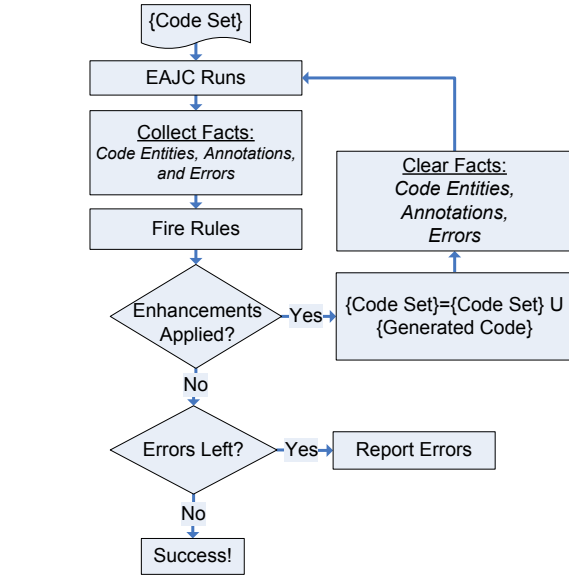 {Code Set}
EAJC Runs
Collect Facts:
Code Entities, Annotations,
and Errors
Fire Rules
Enhancements
Applied?
Yes
{Code Set}={Code Set} U
{Generated Code}
Clear Facts:
Code Entities,
Annotations,
Errors
No
Errors Left?
Yes
Report Errors
No
Success!